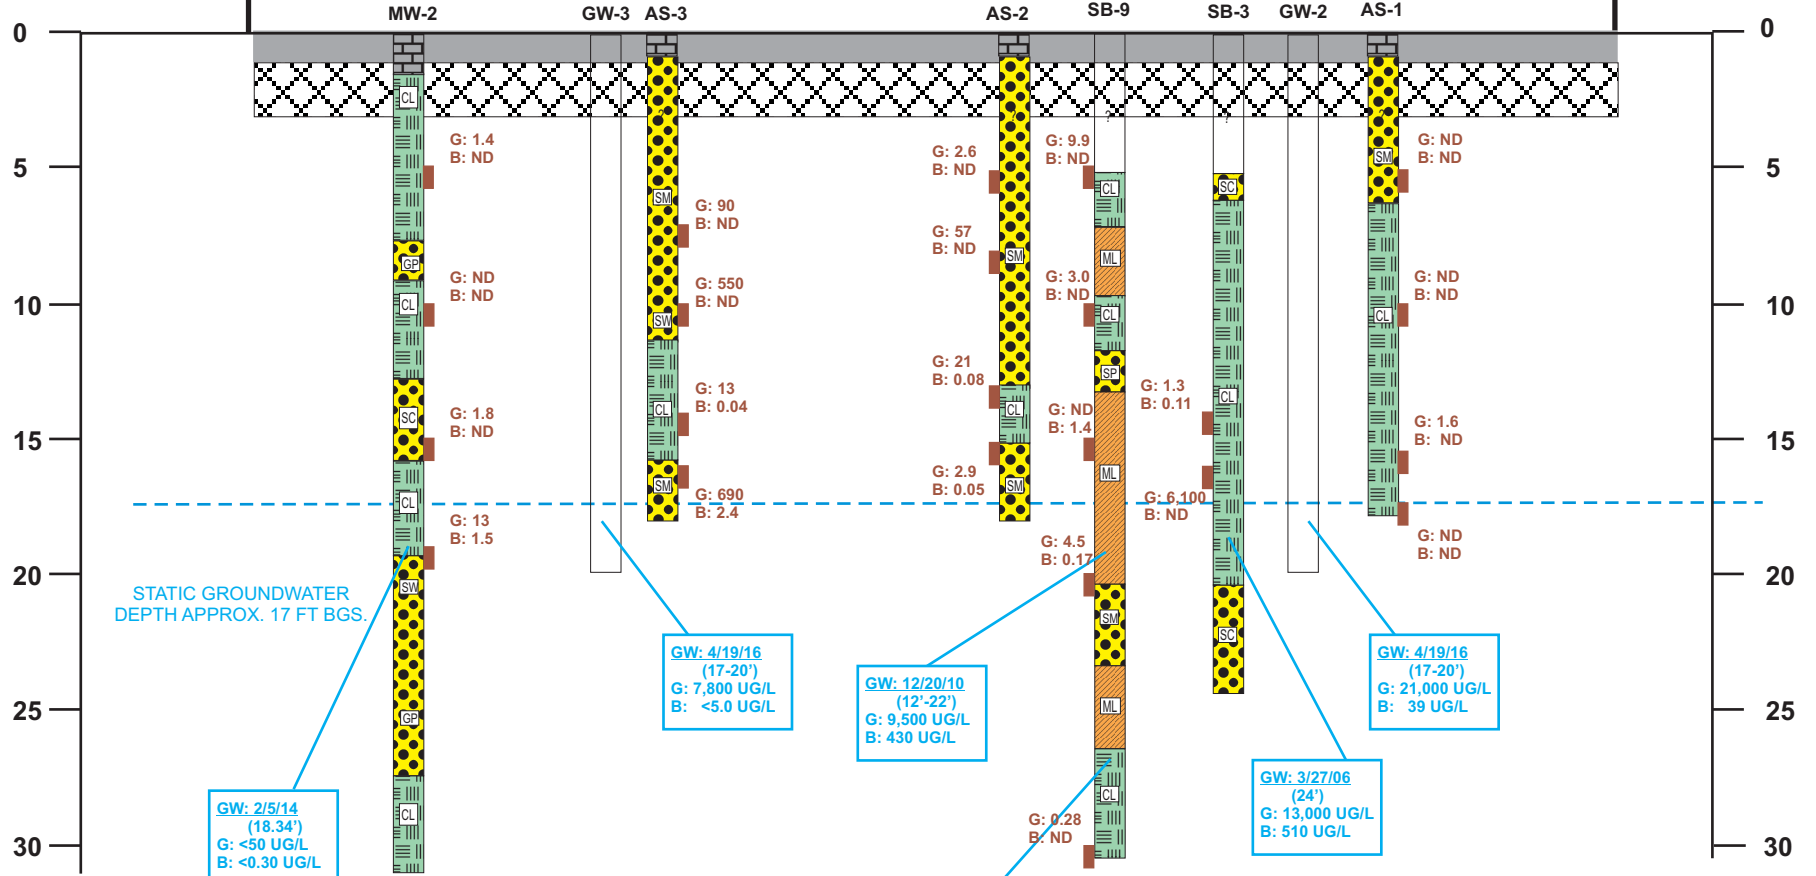 MW-2 GW-3 AS-3 AS-2 SB-9 SB-3 GW-2 AS-1
0
5
10
15
20
25
30
0
5
10
15
20
25
30
CL
GP
CL
SC
CL
SW
GP
CL
G: 1.4
B: ND
G: ND
B: ND
G: 1.8
B: ND
G: 13
B: 1.5
STATIC GROUNDWATER
DEPTH APPROX. 17 FT BGS.
GW: 2/5/14
(18.34')
G: <50 UG/L
B: <0.30 UG/L
?
SM
SW
CL
SM
G: 90
B: ND
G: 550
B: ND
G: 13
B: 0.04
G: 690
B: 2.4
GW: 4/19/16
(17-20’)
G: 7,800 UG/L
B: <5.0 UG/L
G: 2.6
B: ND
G: 57
B: ND
G: 21
B: 0.08
G: 2.9
B: 0.05
?
SM
CL
SM
G: 9.9
B: ND
G: 3.0
B: ND
G: ND
B: 1.4
G: 4.5
B: 0.17
G: 0.28
B: ND
?
CL
ML
CL
SP
ML
SM
ML
CL
GW: 12/20/10
(12’-22’)
G: 9,500 UG/L
B: 430 UG/L
G: 1.3
B: 0.11
G: 6,100
B: ND
?
SC
CL
SC
GW: 3/27/06
(24’)
G: 13,000 UG/L
B: 510 UG/L
GW: 4/19/16
(17-20’)
G: 21,000 UG/L
B: 39 UG/L
?
SM
CL
G: ND
B: ND
G: ND
B: ND
G: 1.6
B: ND
G: ND
B: ND